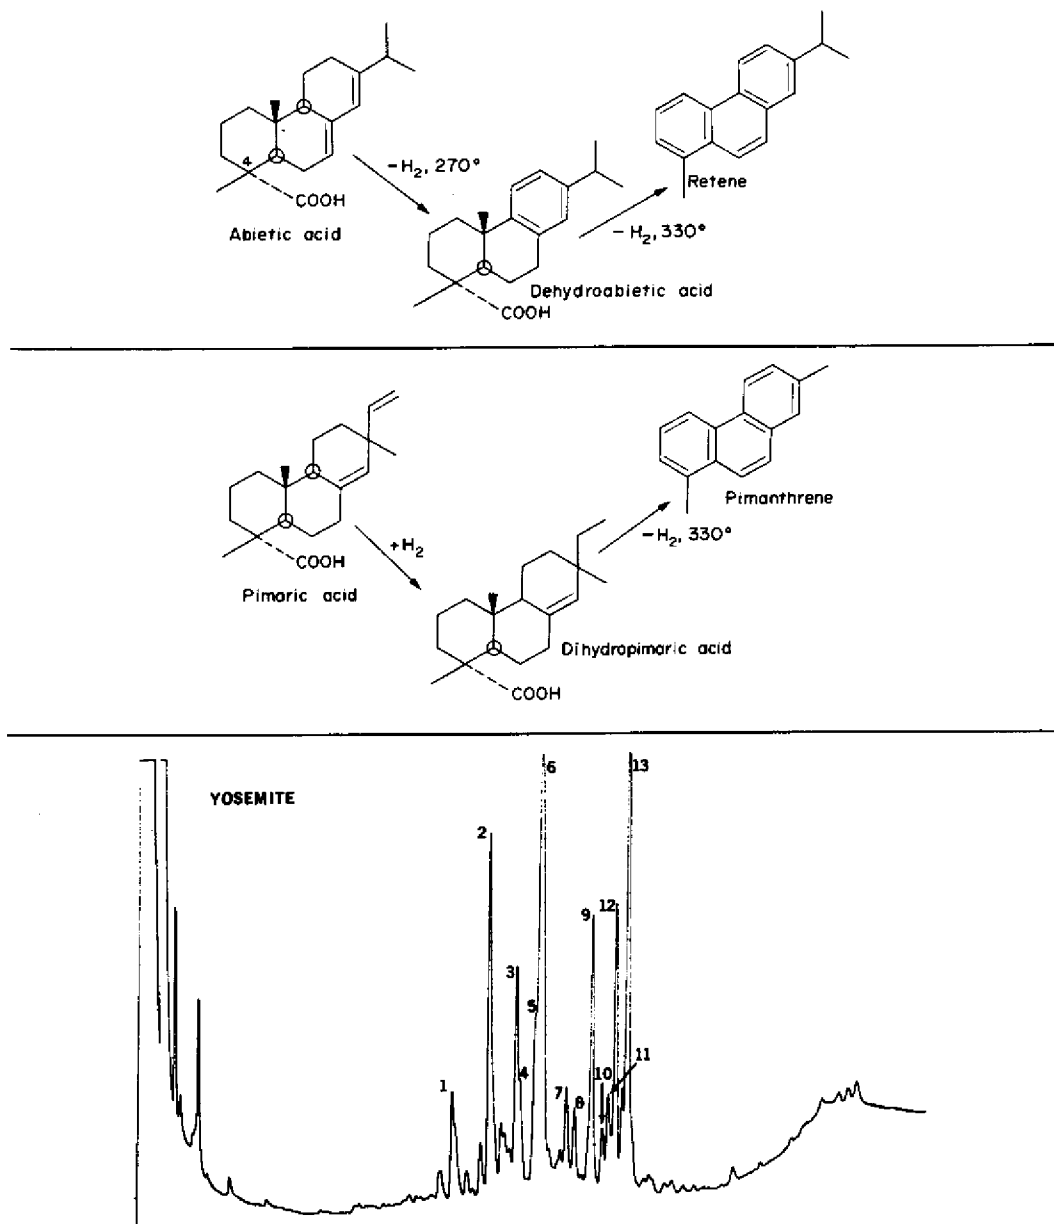 4
COOH
Abietic acid
−H2, 270°
COOH
Dehydroabietic acid
−H2, 330°
Retene
COOH
Pimaric acid
+H2
COOH
Dihydropimaric acid
−H2, 330°
Pimanthrene
YOSEMITE
1
2
3
4
5
6
7
8
9
10
11
12
13